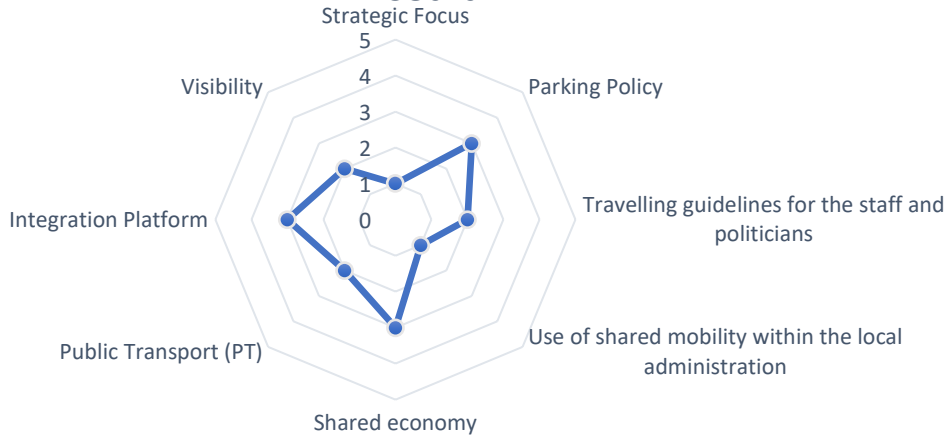 Strategic Focus
5
Visibility
Parking Policy
4
3
2
1
Integration Platform
0
Travelling guidelines for the staff and
politicians
Public Transport (PT)
Use of shared mobility within the local
administration
Shared economy